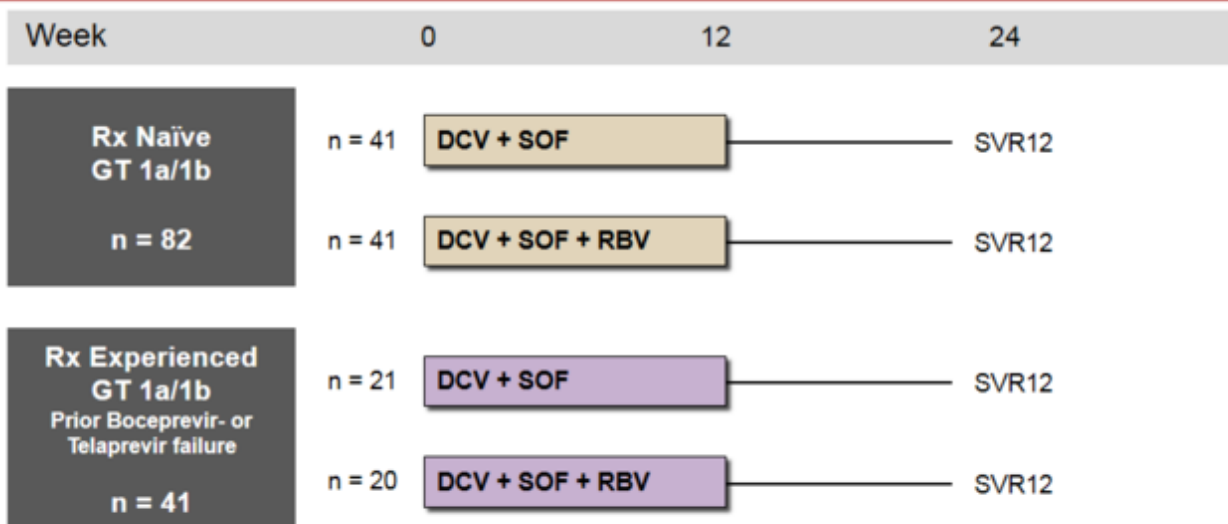 Week 0 12 24
Rx Naïve
GT 1a/1b
n = 82
n = 41 DCV + SOF SVR12
n = 41 DCV + SOF + RBV SVR12
Rx Experienced
GT 1a/1b
Prior Boceprevir- or
Telaprevir failure
n = 41
n = 21 DCV + SOF SVR12
n = 20 DCV + SOF + RBV SVR12